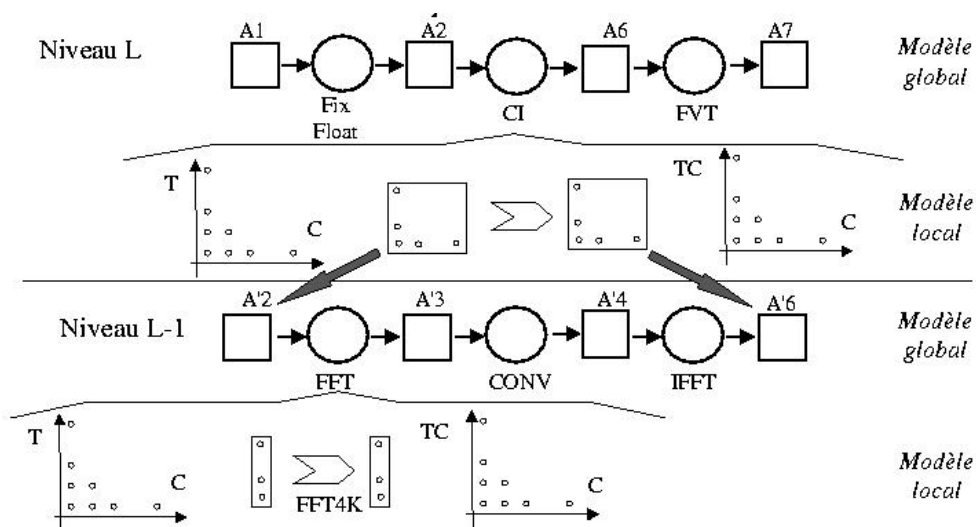 Niveau L
A1
A2
A6
A7
Modèle
global
Fix
Float
CI
FVT
T
C
TC
C
Modèle
local
A'2
A'3
A'4
A'6
Niveau L-1
Modèle
global
FFT
CONV
IFFT
T
C
FFT4K
TC
C
Modèle
local